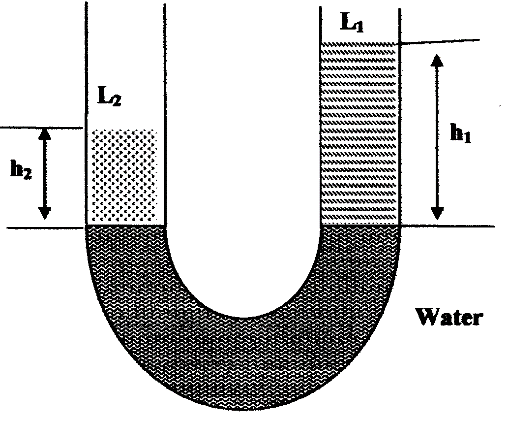 L₁
L₂
h₁
h₂
Water